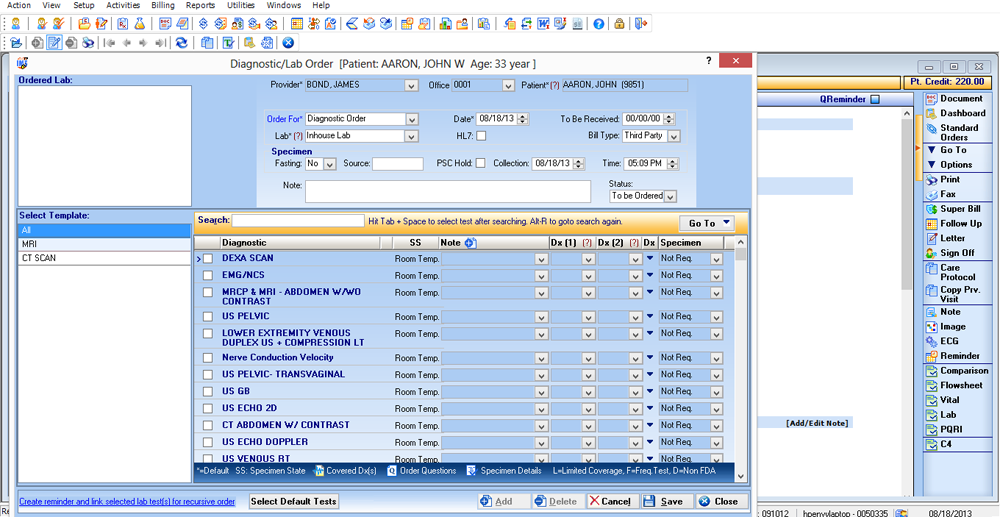 Action View Setup Activities Billing Reports Utilities Windows Help
Diagnostic/Lab Order [Patient: AARON, JOHN W Age: 33 year ]
?
Ordered Lab:
Provider* BOND, JAMES Office 0001 Patient* (?) AARON, JOHN (9851)
Order For* Diagnostic Order Date* 08/18/13 To Be Received: 00/00/00
Lab* (?) Inhouse Lab HL7: Bill Type: Third Party
Specimen
Fasting: No Source: PSC Hold: Collection: 08/18/13 Time: 05:09 PM
Note: Status:
To be Ordered
Select Template:
All
MRI
CT SCAN
Search: Hit Tab + Space to select test after searching. Alt-R to goto search again. Go To
Diagnostic SS Note Dx (1) (?) Dx (2) (?) Dx Specimen
DEXA SCAN Room Temp. Not Req.
EMG/NCS Room Temp. Not Req.
MRCP & MRI - ABDOMEN W/WO
CONTRAST Room Temp. Not Req.
US PELVIC Room Temp. Not Req.
LOWER EXTREMITY VENOUS
DUPLEX US + COMPRESSION LT Room Temp. Not Req.
Nerve Conduction Velocity Room Temp. Not Req.
US PELVIC- TRANSVAGINAL Room Temp. Not Req.
US GB Room Temp. Not Req.
US ECHO 2D Room Temp. Not Req.
CT ABDOMEN W/ CONTRAST Room Temp. Not Req.
US ECHO DOPPLER Room Temp. Not Req.
US VENOUS RT Room Temp. Not Req.
*=Default SS: Specimen State Covered Dx(s) Order Questions Specimen Details L=Limited Coverage, F=Freq.Test, D=Non FDA
Create reminder and link selected lab test(s) for recursive order Select Default Tests Add Delete Cancel Save Close
Pt. Credit: 220.00
QReminder
[Add/Edit Note]
Document
Dashboard
Standard
Orders
Go To
Options
Print
Fax
Super Bill
Follow Up
Letter
Sign Off
Care
Protocol
Copy Prv.
Visit
Note
Image
ECG
Reminder
Comparison
Flowsheet
Vital
Lab
PQRI
C4
: 091012 hpenvylaptop - 0050335 08/18/2013